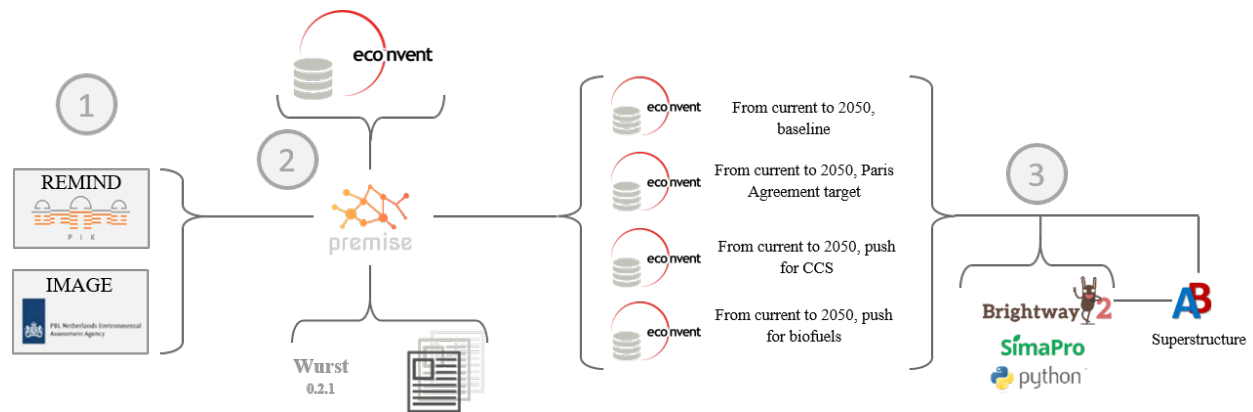 1
REMIND
P I K
IMAGE
PBL Netherlands Environmental
Assessment Agency
ecoinvent
2
premise
Wurst
0.2.1
ecoinvent
From current to 2050,
baseline
ecoinvent
From current to 2050, Paris
Agreement target
ecoinvent
From current to 2050, push
for CCS
ecoinvent
From current to 2050, push
for biofuels
3
Brightway2
SimaPro
python
AB
Superstructure